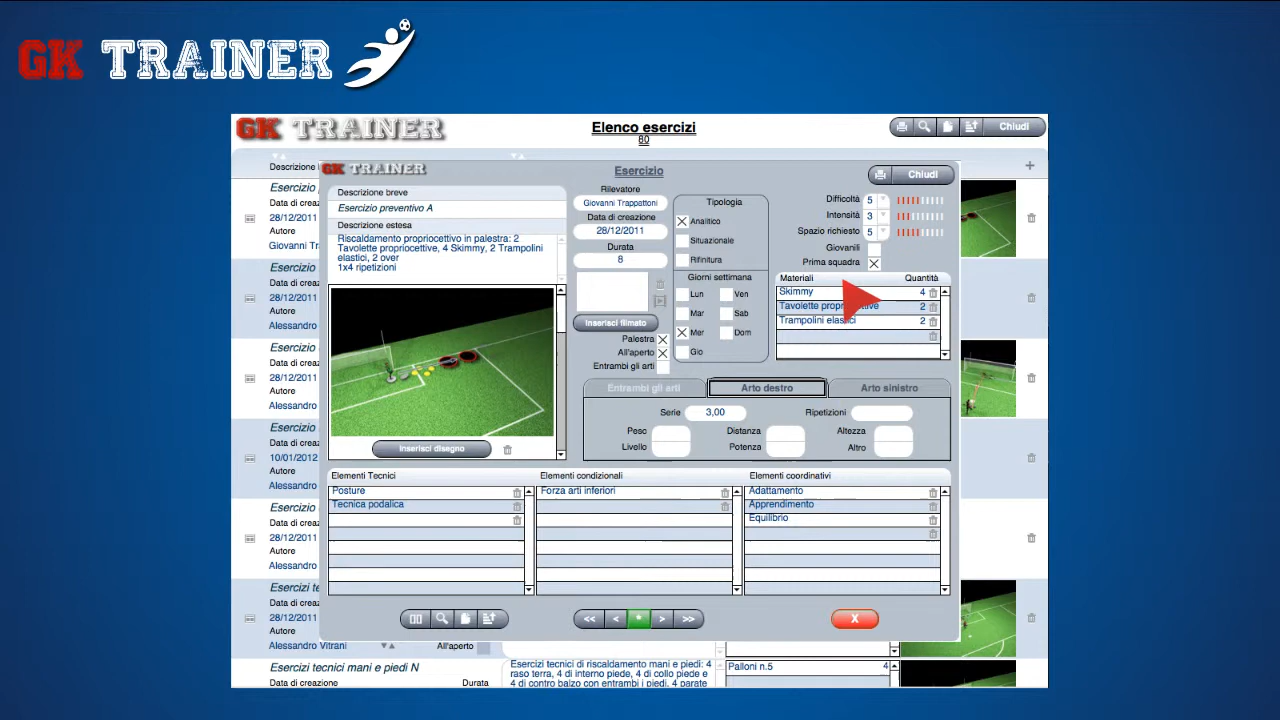 GK TRAINER
GK TRAINER
Elenco esercizi
80
Chiudi
Descrizione
GK TRAINER
Esercizio
Chiudi
Descrizione breve
Esercizio preventivo A
Descrizione estesa
Riscaldamento propriocettivo in palestra: 2
Tavolette propriocettive, 4 Skimmy, 2 Trampolini
elastici, 2 over
1x4 ripetizioni
Inserisci disegno
Rilevatore
Giovanni Trappattoni
Data di creazione
28/12/2011
Durata
8
Inserisci filmato
Palestra
All'aperto
Entrambi gli arti
Tipologia
Analitico
Situazionale
Rifinitura
Giorni settimana
Lun
Ven
Mar
Sab
Mer
Dom
Gio
Difficoltà 5
Intensità 3
Spazio richiesto 5
Giovanili
Prima squadra
Materiali Quantità
Skimmy 4
Tavolette propriocettive 2
Trampolini elastici 2
Entrambi gli arti
Arto destro
Arto sinistro
Serie 3,00 Ripetizioni
Peso Distanza Altezza
Livello Potenza Altro
Elementi Tecnici
Posture
Tecnica podalica
Elementi condizionali
Forza arti inferiori
Elementi coordinativi
Adattamento
Apprendimento
Equilibrio
<< < * > >>
X
Esercizio
Data di crea
28/12/2011
Autore
Giovanni Tr
Esercizio
Data di crea
28/12/2011
Autore
Alessandro
Esercizio
Data di crea
28/12/2011
Autore
Alessandro
Esercizio
Data di crea
10/01/2012
Autore
Alessandro
Esercizio
Data di crea
28/12/2011
Autore
Alessandro
Esercizi te
Data di crea
28/12/2011
Autore
Alessandro Vitrani
All'aperto
Esercizi tecnici mani e piedi N
Data di creazione Durata
Esercizi tecnici di riscaldamento mani e piedi: 4
raso terra, 4 di interno piede, 4 di collo piede e
4 di contro balzo con entrambi i piedi, 4 parate
Palloni n.5 4